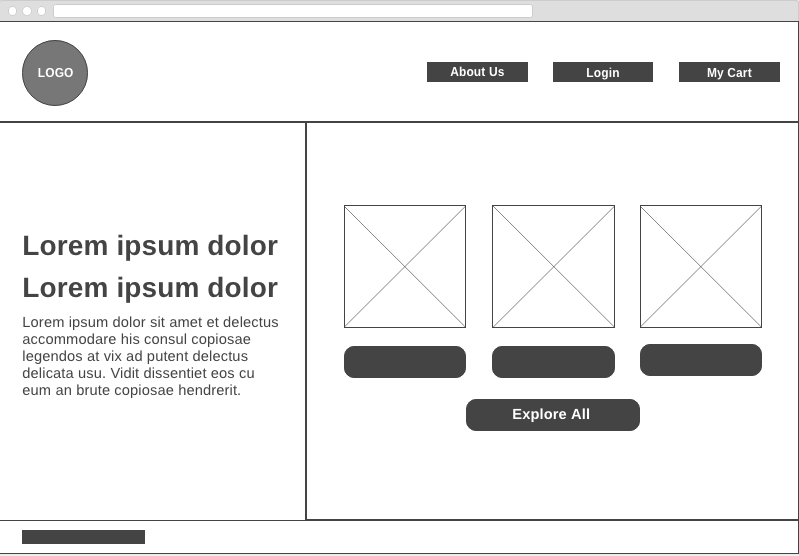 LOGO
About Us
Login
My Cart
Lorem ipsum dolor
Lorem ipsum dolor
Lorem ipsum dolor sit amet et delectus
accommodare his consul copiosae
legendos at vix ad putent delectus
delicata usu. Vidit dissentiet eos cu
eum an brute copiosae hendrerit.
Explore All